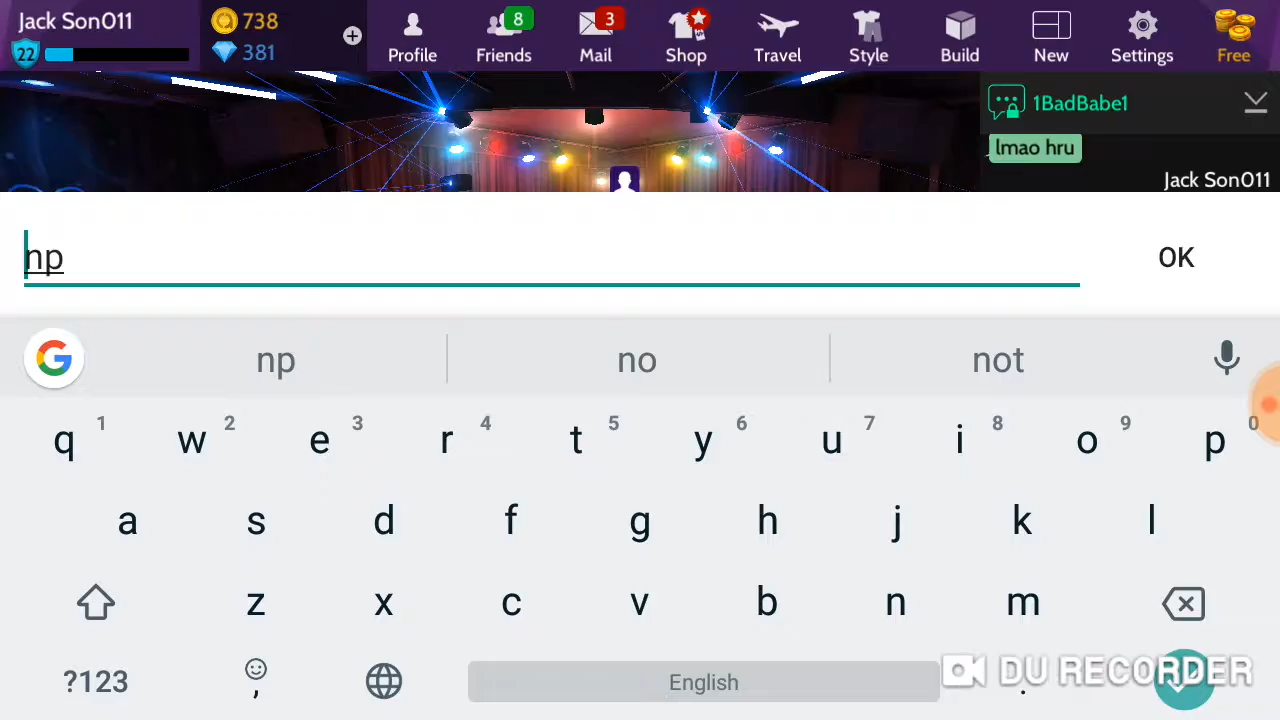 Jack Son011
738
22
381
8
3
Profile
Friends
Mail
Shop
Travel
Style
Build
New
Settings
Free
1BadBabe1
lmao hru
Jack Son011
np
OK
np
no
not
q 1 w 2 e 3 r 4 t 5 y 6 u 7 i 8 o 9 p 0
a s d f g h j k l
z x c v b n m
?123
,
English
.
DU RECORDER